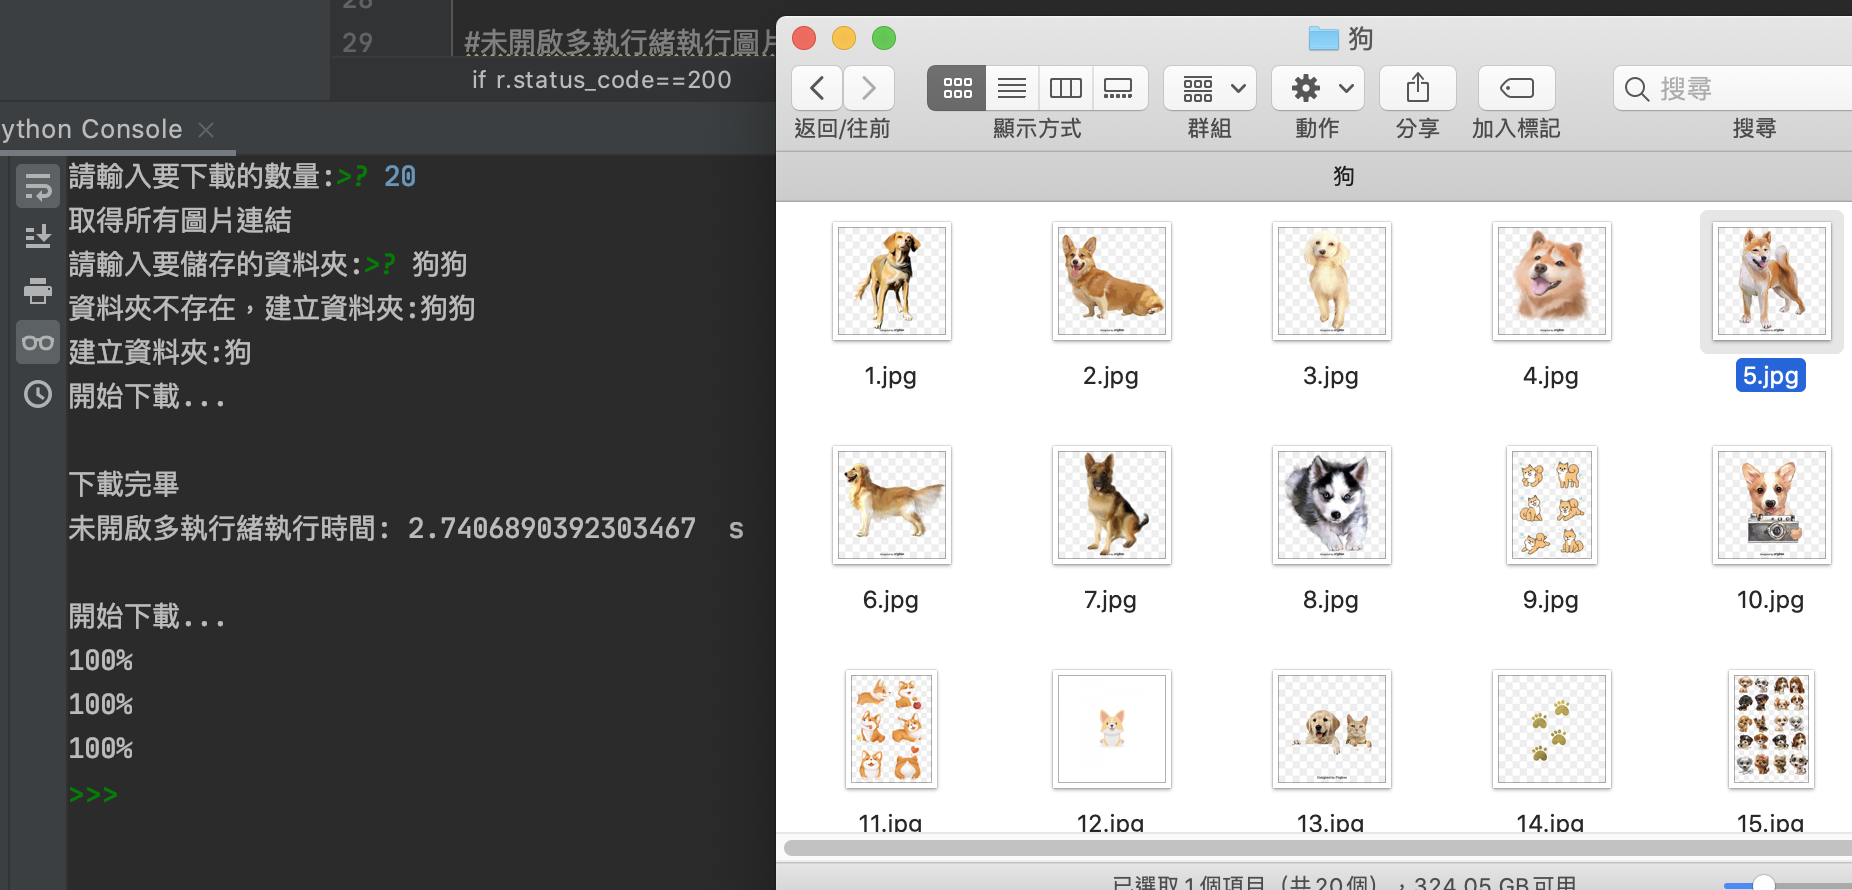 28
29
#未開啟多執行緒執行圖片
if r.status_code==200
ython Console
請輸入要下載的數量:>? 20
取得所有圖片連結
請輸入要儲存的資料夾:>? 狗狗
資料夾不存在，建立資料夾:狗狗
建立資料夾:狗
開始下載...
下載完畢
未開啟多執行緒執行時間: 2.7406890392303467  s
開始下載...
100%
100%
100%
>>>
狗
搜尋
返回/往前 顯示方式 群組 動作 分享 加入標記 搜尋
狗
1.jpg 2.jpg 3.jpg 4.jpg 5.jpg
6.jpg 7.jpg 8.jpg 9.jpg 10.jpg
11.jpg 12.jpg 13.jpg 14.jpg 15.jpg
已選取 1 個項目（共 20 個），324.05 GB 可用